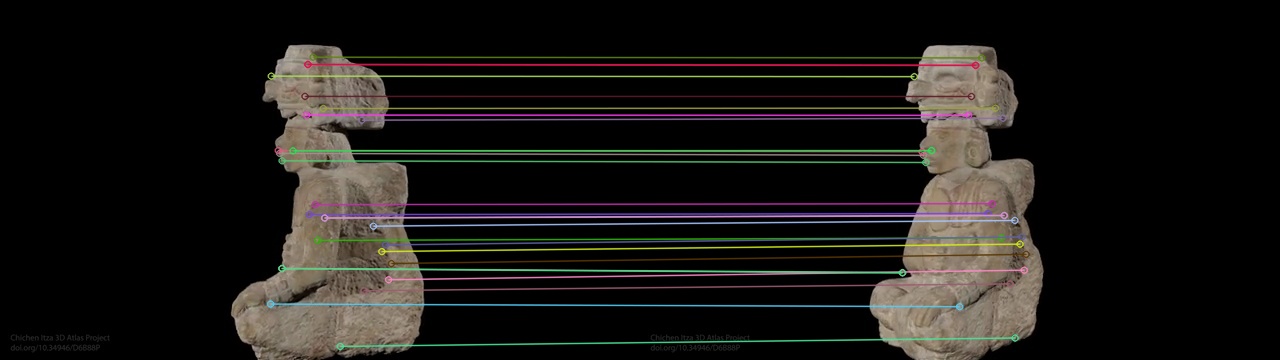 Chichen Itza 3D Atlas Project
doi.org/10.34946/D6B88P
Chichen Itza 3D Atlas Project
doi.org/10.34946/D6B88P